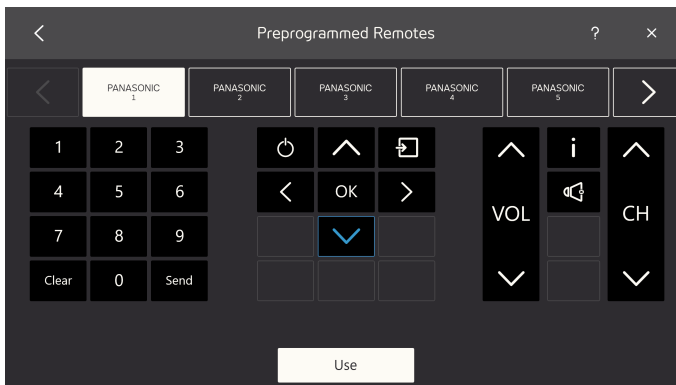 Preprogrammed Remotes ? ×
PANASONIC PANASONIC PANASONIC PANASONIC PANASONIC
1 2 3 4 5
1 2 3
4 5 6 OK
VOL CH
7 8 9
Clear 0 Send
Use